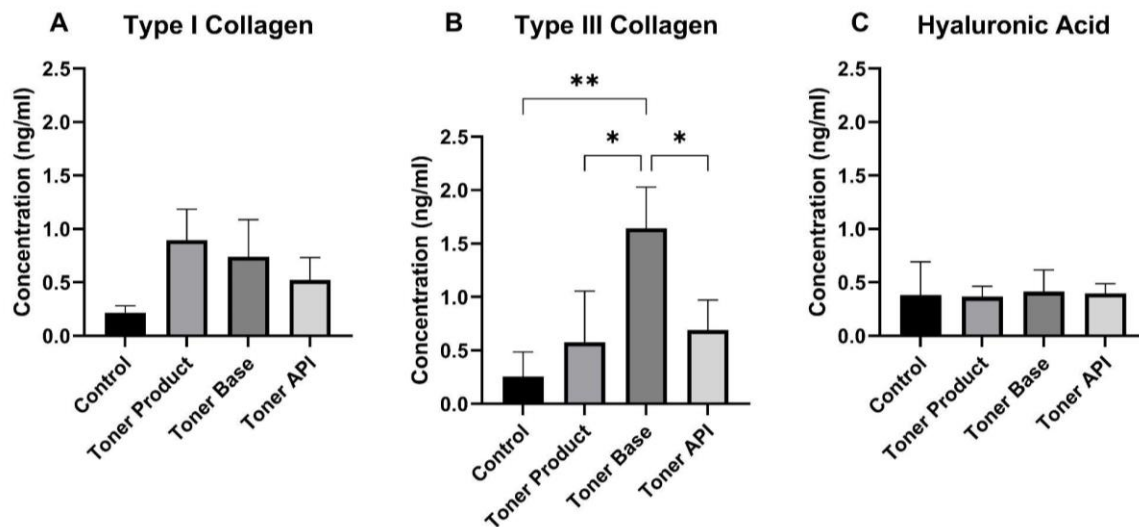 A Type I Collagen
Concentration (ng/ml)
2.5
2.0
1.5
1.0
0.5
0.0
Control
Toner Product
Toner Base
Toner API
B Type III Collagen
**
*
*
Concentration (ng/ml)
2.5
2.0
1.5
1.0
0.5
0.0
Control
Toner Product
Toner Base
Toner API
C Hyaluronic Acid
Concentration (ng/ml)
2.5
2.0
1.5
1.0
0.5
0.0
Control
Toner Product
Toner Base
Toner API